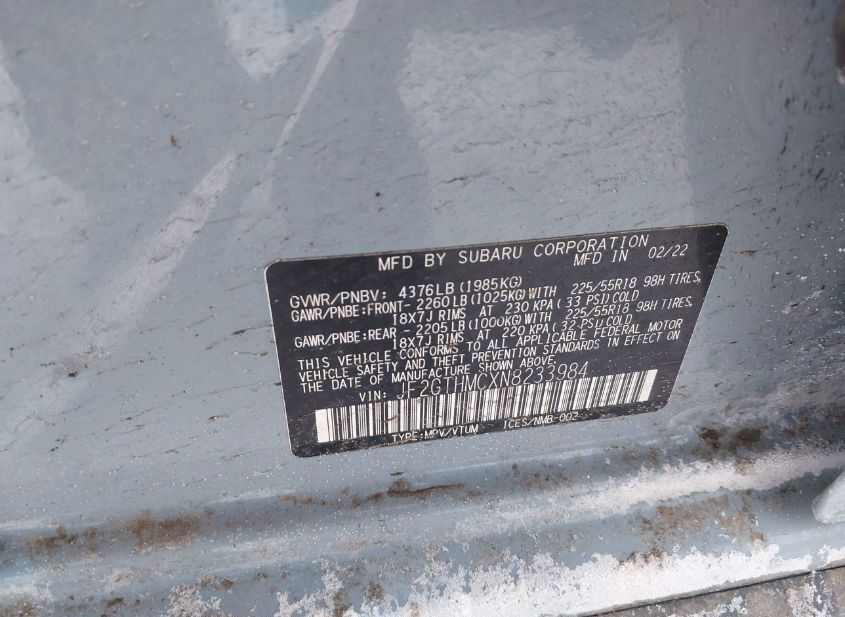 MFD BY SUBARU CORPORATION
MFD IN 02/22
GVWR/PNBV: 4376LB (1985KG)
GAWR/PNBE:FRONT- 2260LB (1025KG) WITH 225/55R18 98H TIRES,
18X7J RIMS AT 230 KPA (33 PSI) COLD
GAWR/PNBE:REAR - 2205LB (1000KG) WITH 225/55R18 98H TIRES,
18X7J RIMS AT 220 KPA (32 PSI) COLD
THIS VEHICLE CONFORMS TO ALL APPLICABLE FEDERAL MOTOR
VEHICLE SAFETY AND THEFT PREVENTION STANDARDS IN EFFECT ON
THE DATE OF MANUFACTURE SHOWN ABOVE.
VIN: JF2GTHMCXN8233984
TYPE:MPV/VTUM ICES/NMB-002